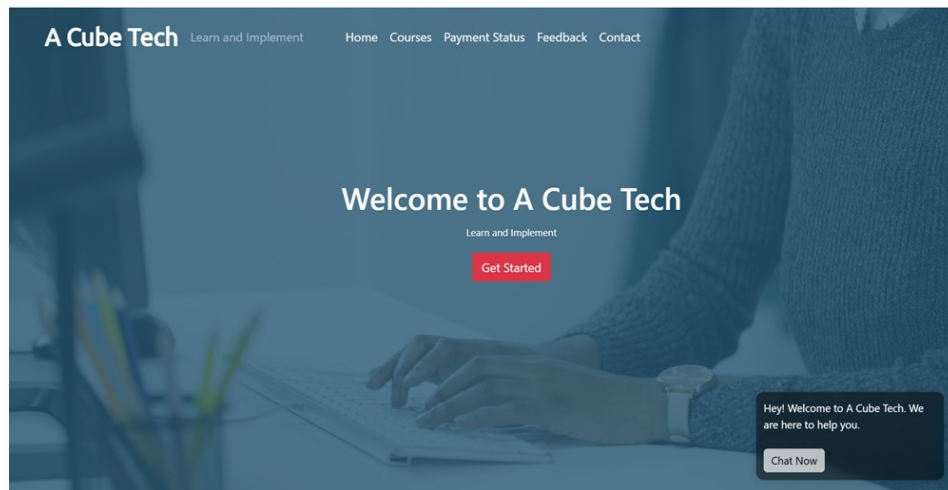 A Cube Tech Learn and Implement Home Courses Payment Status Feedback Contact
Welcome to A Cube Tech
Learn and Implement
Get Started
Hey! Welcome to A Cube Tech. We
are here to help you.
Chat Now